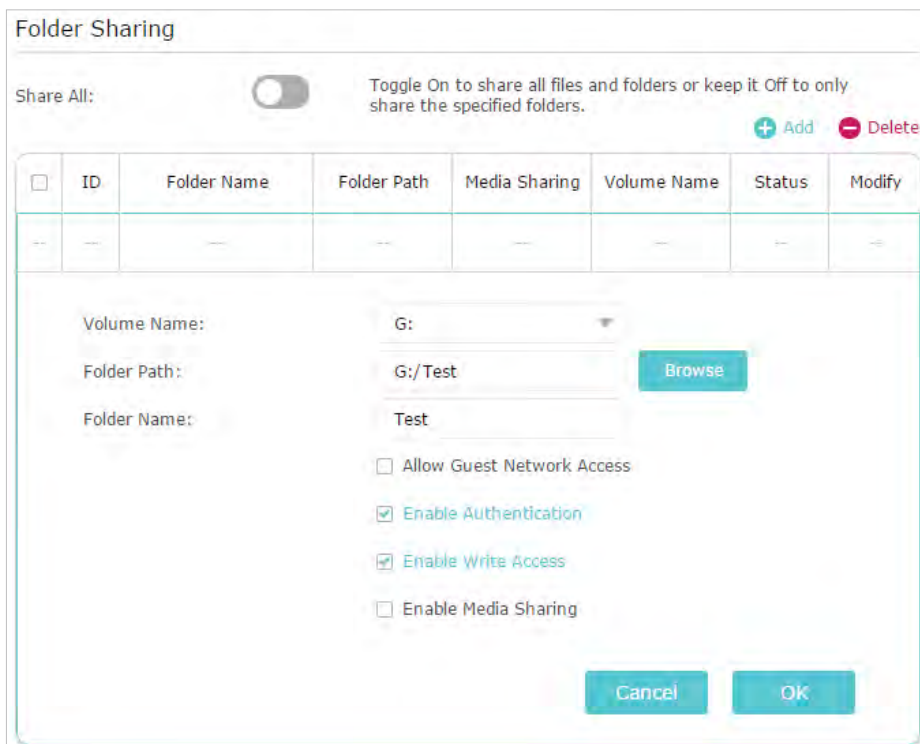 Folder Sharing
Share All:
Toggle On to share all files and folders or keep it Off to only
share the specified folders.
Add Delete
ID Folder Name Folder Path Media Sharing Volume Name Status Modify
-- -- -- -- -- -- -- --
Volume Name: G:
Folder Path: G:/Test Browse
Folder Name: Test
Allow Guest Network Access
Enable Authentication
Enable Write Access
Enable Media Sharing
Cancel OK